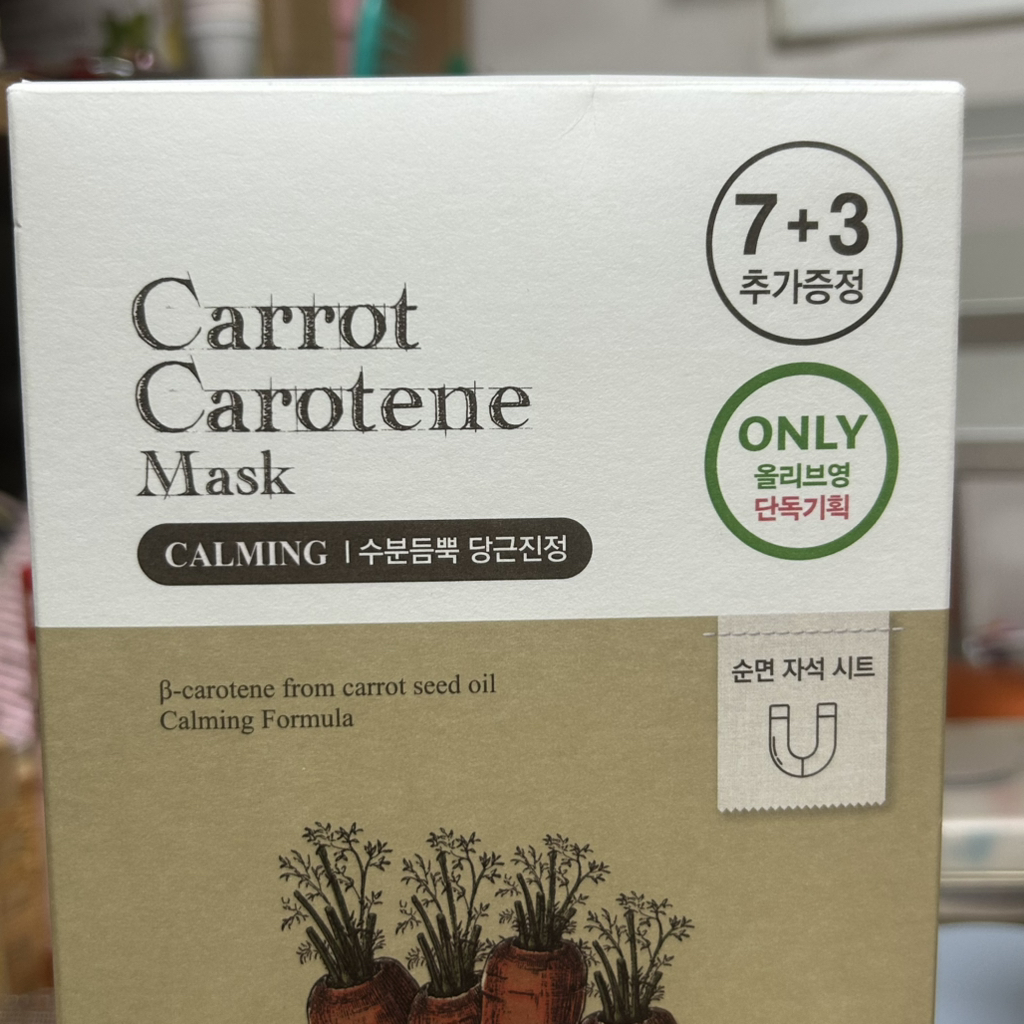 7+3
추가증정
Carrot
Carotene
Mask
ONLY
올리브영
단독기획
CALMING | 수분듬뿍 당근진정
순면 자석 시트
β-carotene from carrot seed oil
Calming Formula